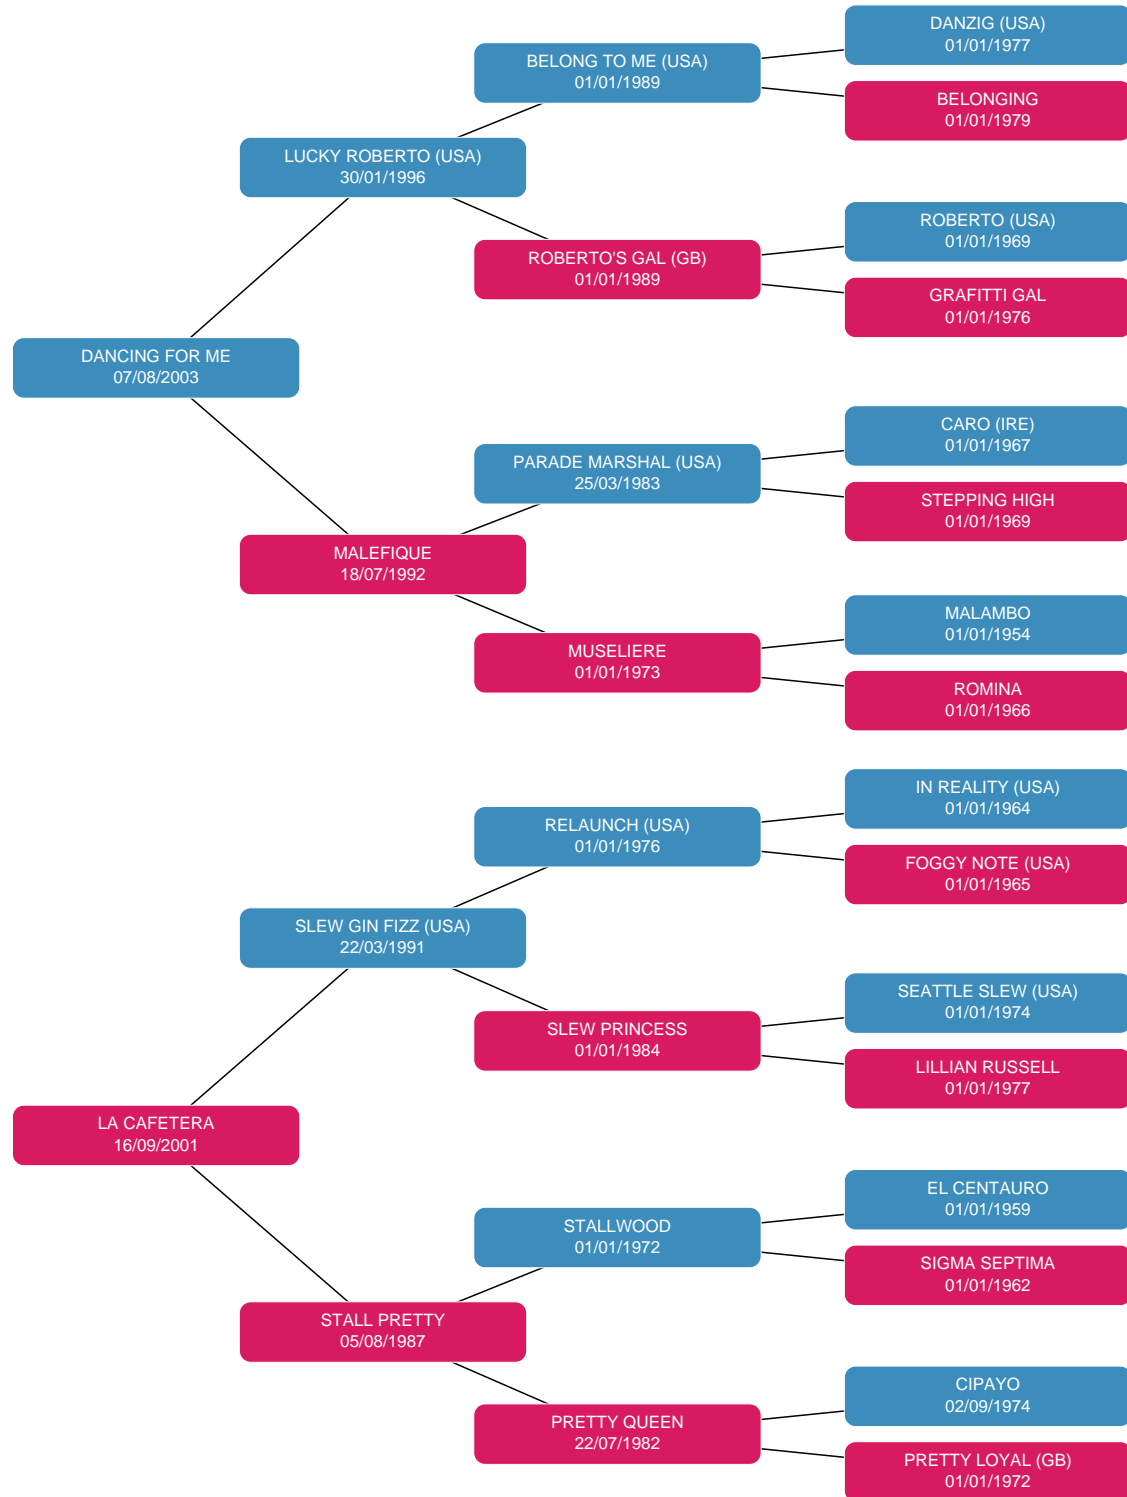 DANZIG (USA)
01/01/1977
BELONG TO ME (USA)
01/01/1989
BELONGING
01/01/1979
LUCKY ROBERTO (USA)
30/01/1996
ROBERTO (USA)
01/01/1969
ROBERTO'S GAL (GB)
01/01/1989
GRAFITTI GAL
01/01/1976
DANCING FOR ME
07/08/2003
CARO (IRE)
01/01/1967
PARADE MARSHAL (USA)
25/03/1983
STEPPING HIGH
01/01/1969
MALEFIQUE
18/07/1992
MALAMBO
01/01/1954
MUSELIERE
01/01/1973
ROMINA
01/01/1966
IN REALITY (USA)
01/01/1964
RELAUNCH (USA)
01/01/1976
FOGGY NOTE (USA)
01/01/1965
SLEW GIN FIZZ (USA)
22/03/1991
SEATTLE SLEW (USA)
01/01/1974
SLEW PRINCESS
01/01/1984
LILLIAN RUSSELL
01/01/1977
LA CAFETERA
16/09/2001
EL CENTAURO
01/01/1959
STALLWOOD
01/01/1972
SIGMA SEPTIMA
01/01/1962
STALL PRETTY
05/08/1987
CIPAYO
02/09/1974
PRETTY QUEEN
22/07/1982
PRETTY LOYAL (GB)
01/01/1972